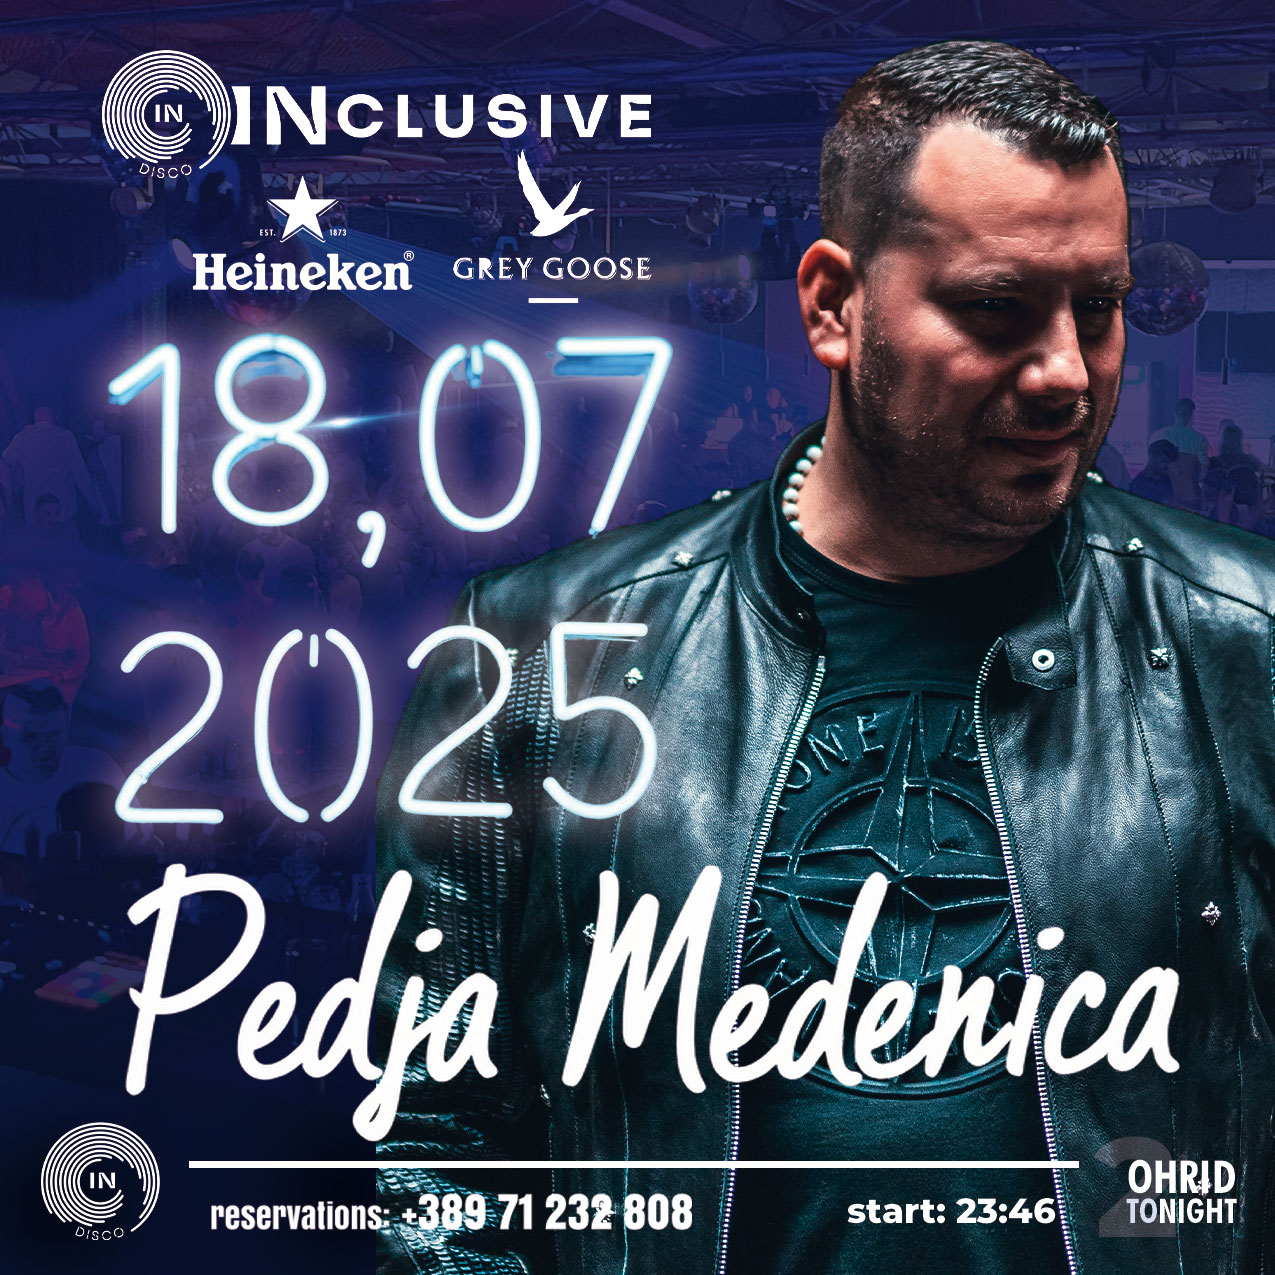 IN
DISCO
INCLUSIVE
EST. 1873
Heineken®
GREY GOOSE
18,07
2025
Pedja Medenica
IN
DISCO
reservations: +389 71 232 808
start: 23:46
2
OHRID
TONIGHT